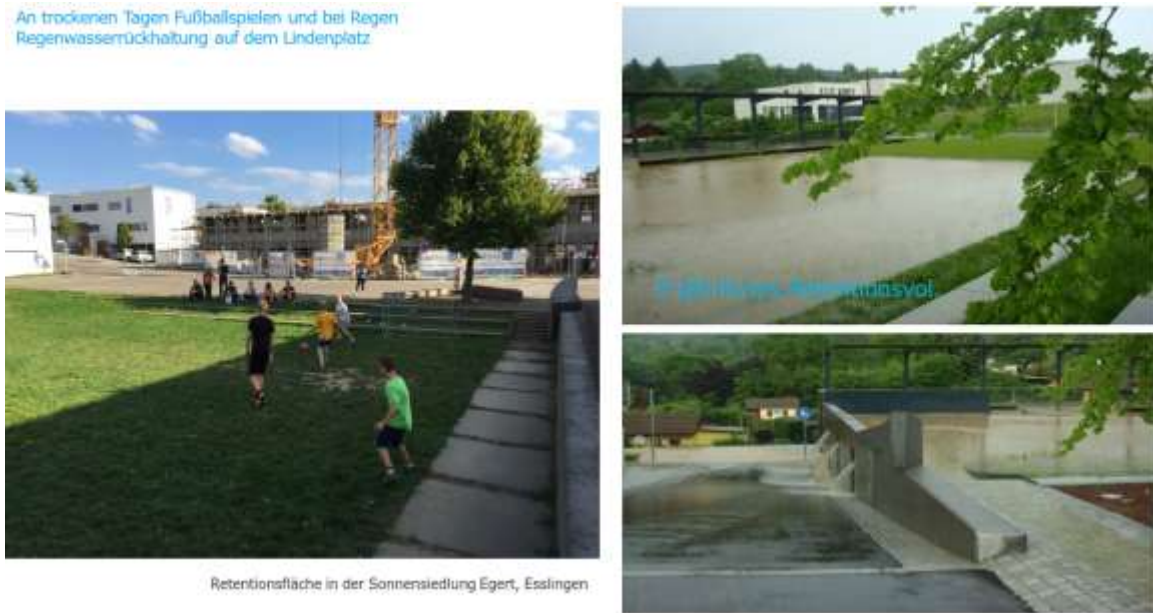 An trockenen Tagen Fußballspielen und bei Regen
Regenwasserrückhaltung auf dem Lindenplatz
Retentionsfläche in der Sonnensiedlung Egert, Esslingen